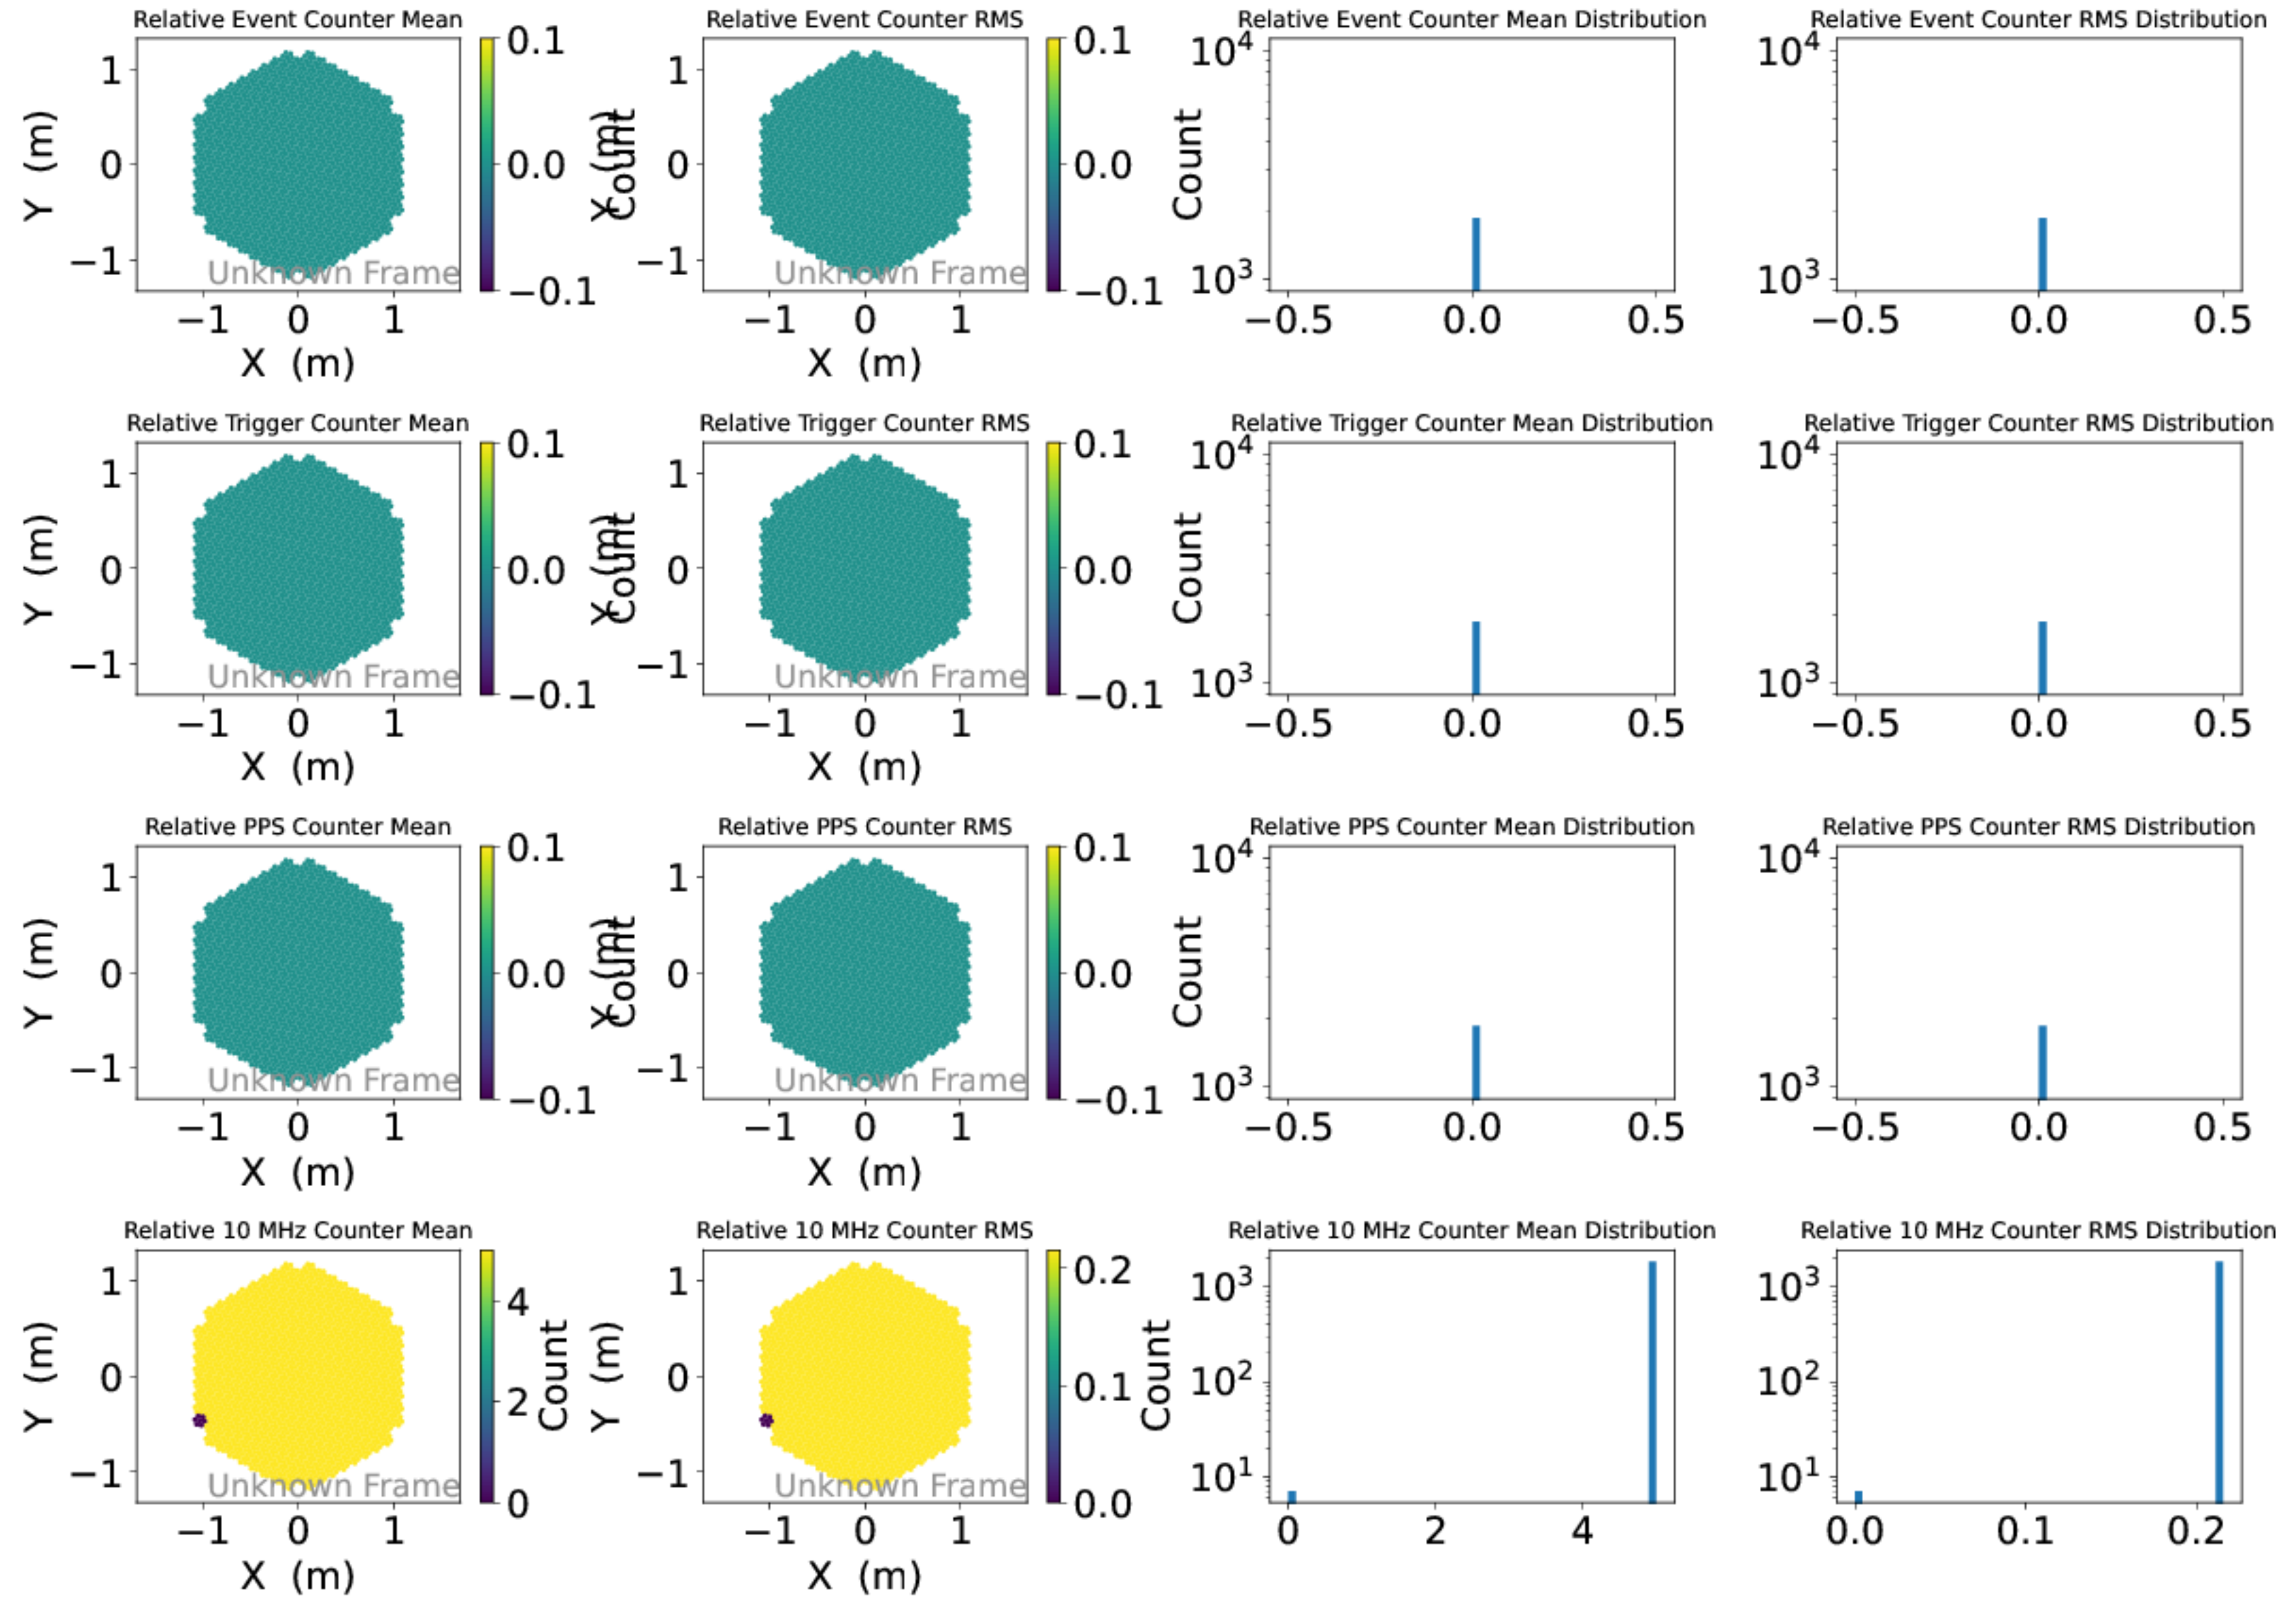 Relative Event Counter Mean
Relative Event Counter RMS
Relative Event Counter Mean Distribution
Relative Event Counter RMS Distribution
Y (m)
1
0
−1
Unknown Frame
−1 0 1
X (m)
0.1
0.0
−0.1
Count
Y (m)
1
0
−1
Unknown Frame
−1 0 1
X (m)
0.1
0.0
−0.1
Count
10⁴
10³
−0.5 0.0 0.5
10⁴
10³
−0.5 0.0 0.5
Relative Trigger Counter Mean
Relative Trigger Counter RMS
Relative Trigger Counter Mean Distribution
Relative Trigger Counter RMS Distribution
Y (m)
1
0
−1
Unknown Frame
−1 0 1
X (m)
0.1
0.0
−0.1
Count
Y (m)
1
0
−1
Unknown Frame
−1 0 1
X (m)
0.1
0.0
−0.1
Count
10⁴
10³
−0.5 0.0 0.5
10⁴
10³
−0.5 0.0 0.5
Relative PPS Counter Mean
Relative PPS Counter RMS
Relative PPS Counter Mean Distribution
Relative PPS Counter RMS Distribution
Y (m)
1
0
−1
Unknown Frame
−1 0 1
X (m)
0.1
0.0
−0.1
Count
Y (m)
1
0
−1
Unknown Frame
−1 0 1
X (m)
0.1
0.0
−0.1
Count
10⁴
10³
−0.5 0.0 0.5
10⁴
10³
−0.5 0.0 0.5
Relative 10 MHz Counter Mean
Relative 10 MHz Counter RMS
Relative 10 MHz Counter Mean Distribution
Relative 10 MHz Counter RMS Distribution
Y (m)
1
0
−1
Unknown Frame
−1 0 1
X (m)
4
2
0
Count
Y (m)
1
0
−1
Unknown Frame
−1 0 1
X (m)
0.2
0.1
0.0
Count
10³
10²
10¹
0 2 4
10³
10²
10¹
0.0 0.1 0.2